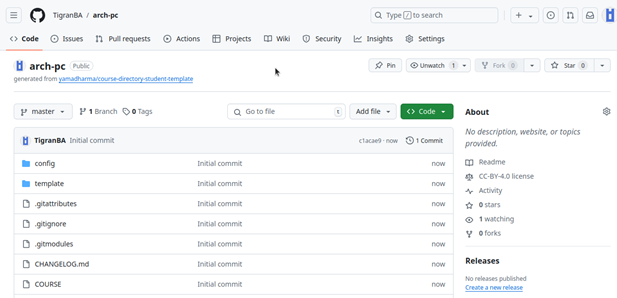 TigranBA / arch-pc
Type / to search
Code
Issues
Pull requests
Actions
Projects
Wiki
Security
Insights
Settings
arch-pc Public
Pin
Unwatch 1
Fork 0
Star 0
generated from yamadharma/course-directory-student-template
master
1 Branch
0 Tags
Go to file
t
Add file
Code
TigranBA Initial commit
c1acae9 · now
1 Commit
config Initial commit now
template Initial commit now
.gitattributes Initial commit now
.gitignore Initial commit now
.gitmodules Initial commit now
CHANGELOG.md Initial commit now
COURSE Initial commit now
About
No description, website, or topics
provided.
Readme
CC-BY-4.0 license
Activity
0 stars
1 watching
0 forks
Releases
No releases published
Create a new release